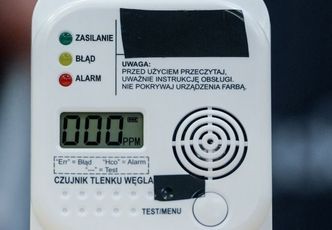 ZASILANIE
BŁĄD
ALARM
UWAGA:
PRZED UŻYCIEM PRZECZYTAJ,
UWAŻNIE INSTRUKCJĘ OBSŁUGI.
NIE POKRYWAJ URZĄDZENIA FARBĄ.
000 PPM
"Err" = Błąd "Hco" = Alarm
"---" = Test
CZUJNIK TLENKU WĘGLA
TEST/MENU